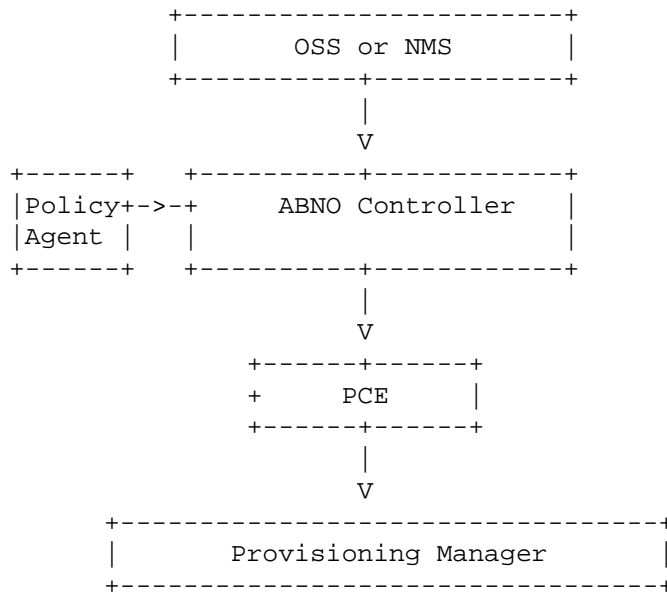 OSS or NMS
V
Policy ABNO Controller
Agent
V
PCE
V
Provisioning Manager